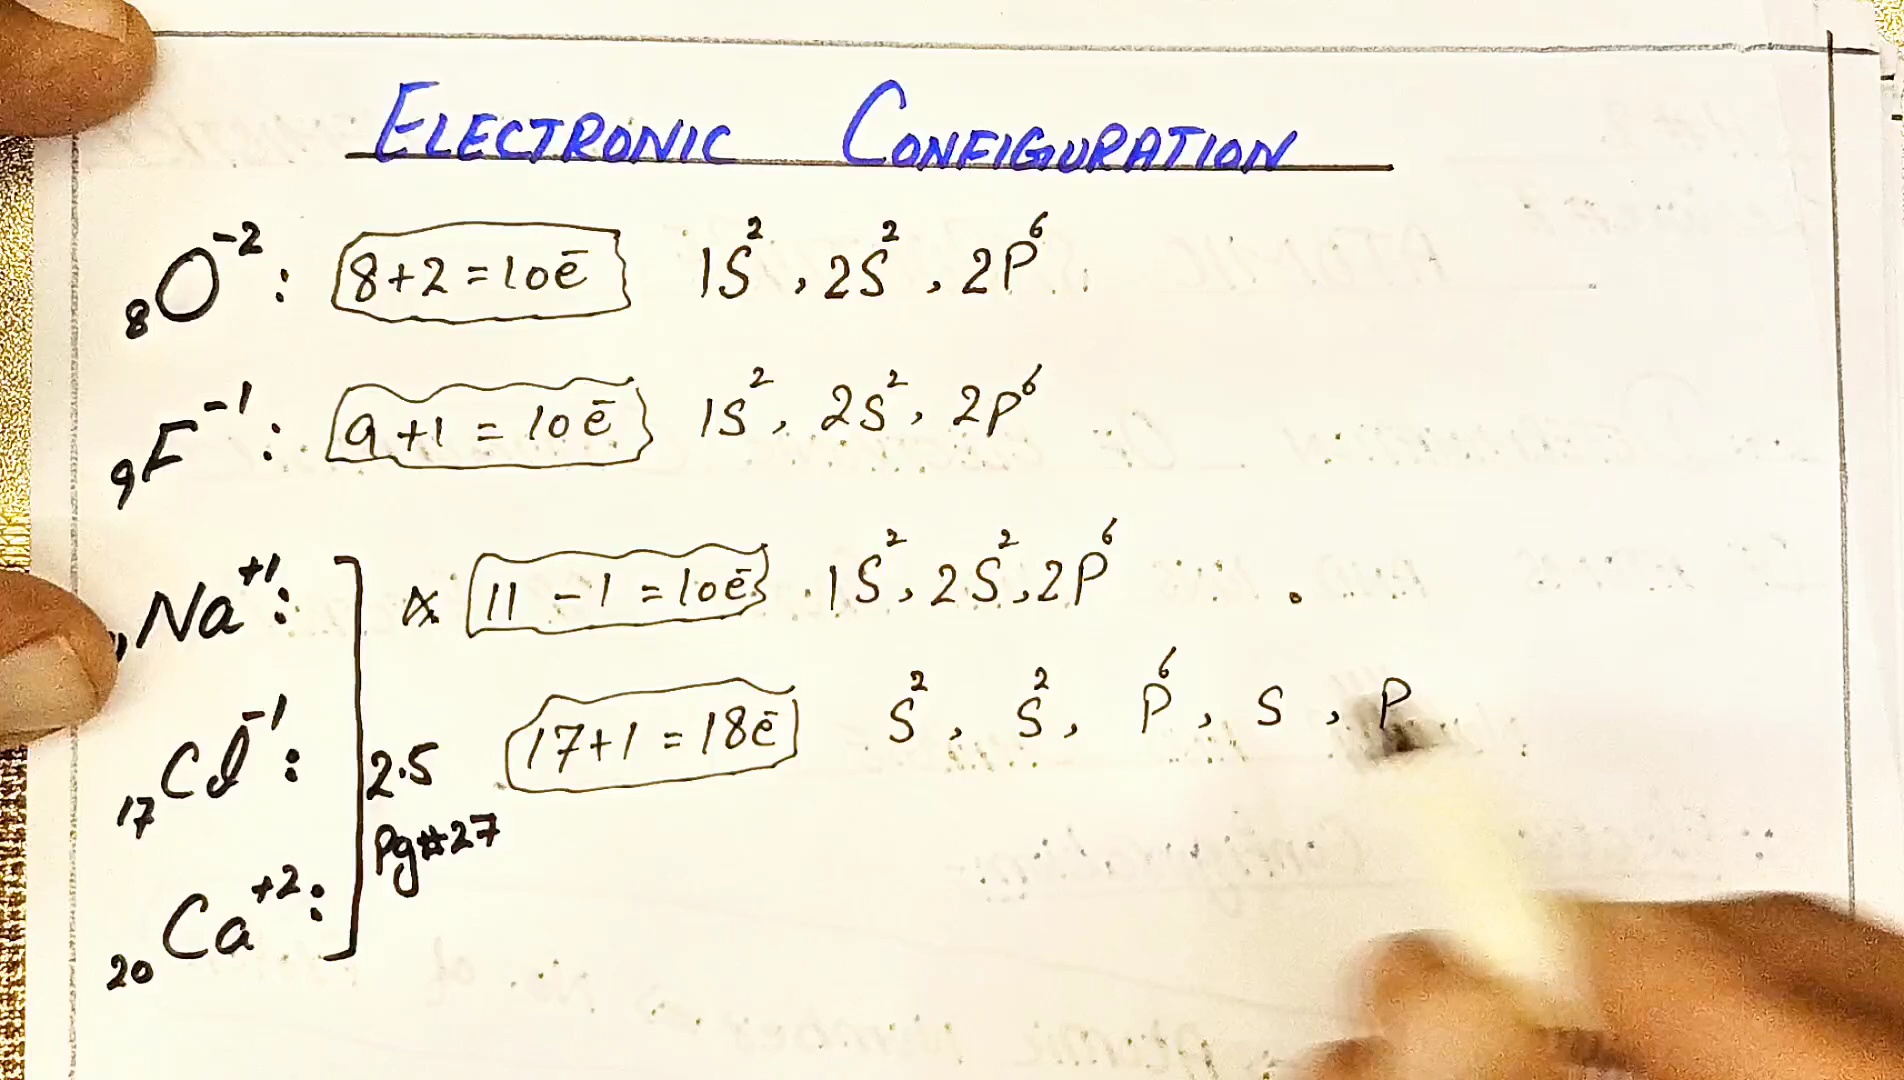 ELECTRONIC CONFIGURATION
₈O⁻²: 8+2=10ē 1S², 2S², 2P⁶
₉F⁻¹: 9+1=10ē 1S², 2S², 2P⁶
Na⁺¹: 11-1=10ē 1S², 2S², 2P⁶
₁₇Cl⁻¹: 17+1=18ē S², S², P⁶, S, P
2.5
Pg#27
₂₀Ca⁺²: